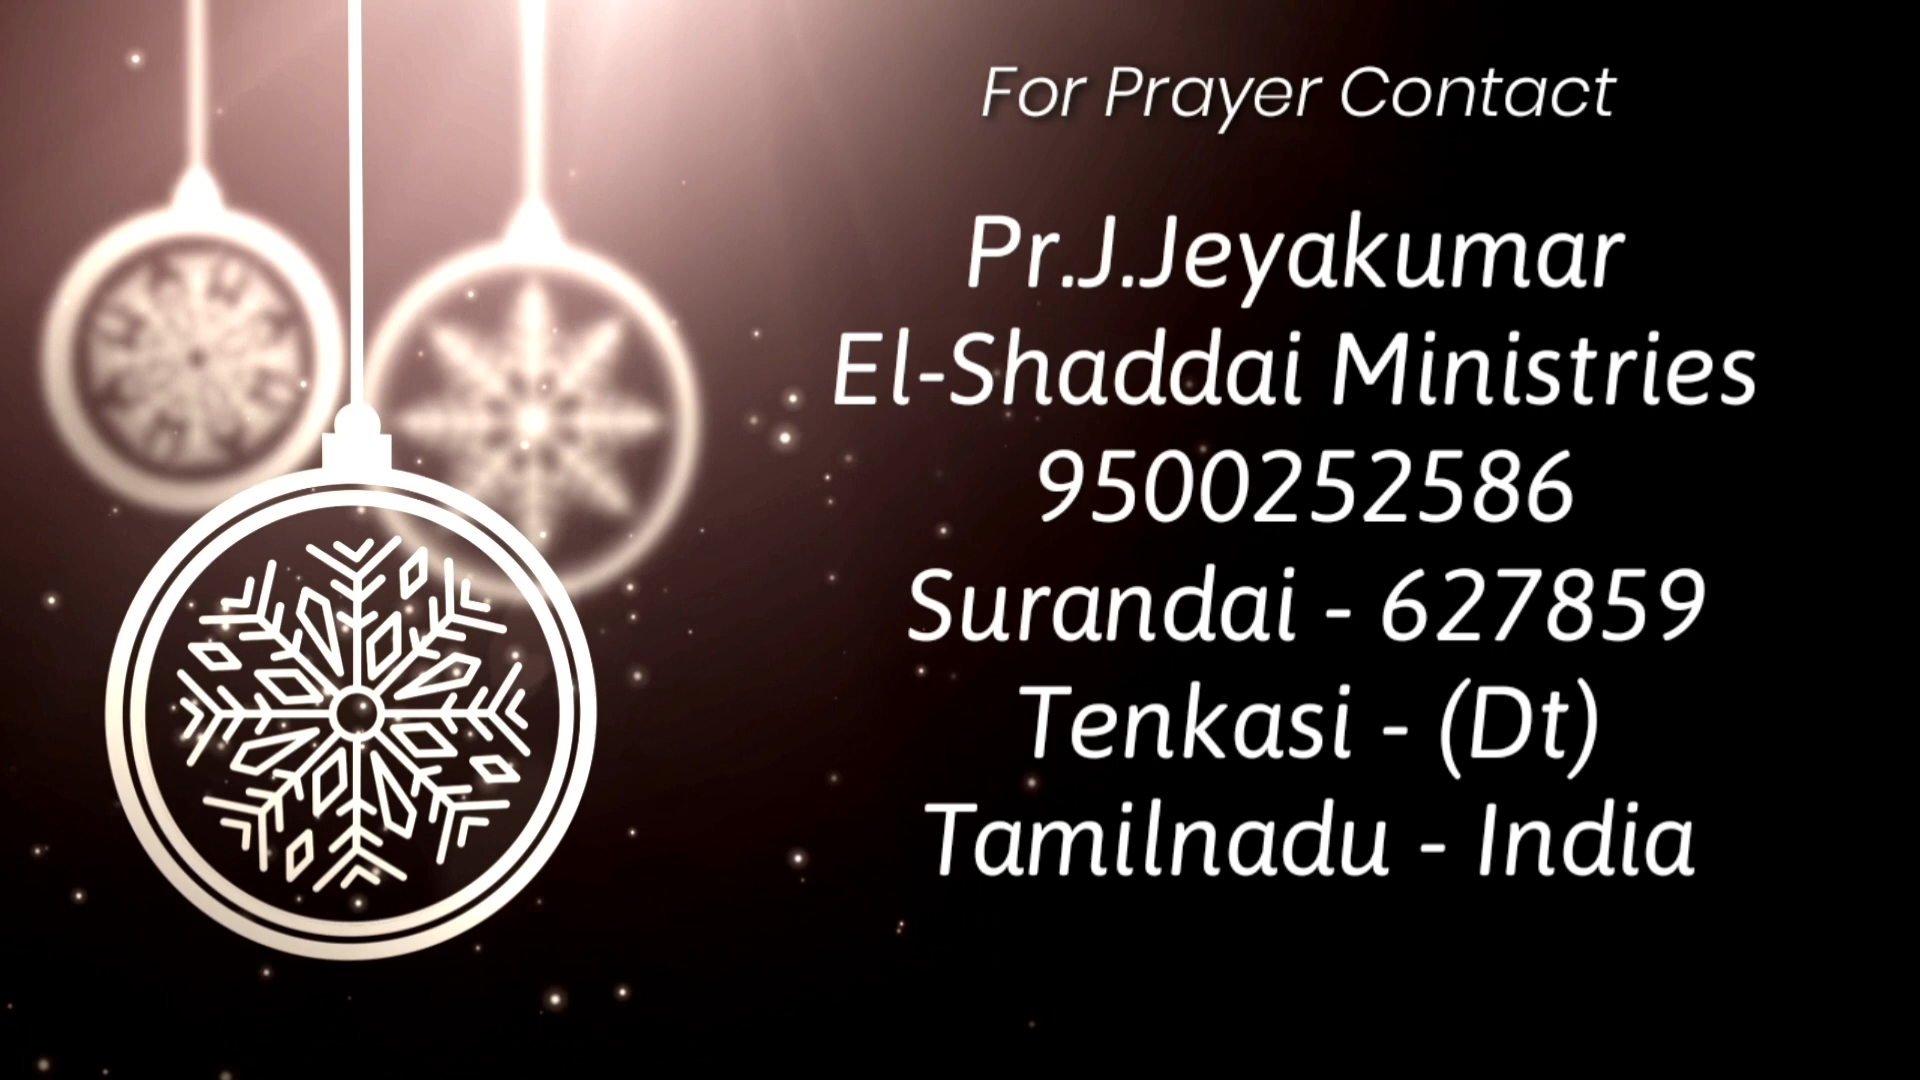 For Prayer Contact
Pr.J.Jeyakumar
El-Shaddai Ministries
9500252586
Surandai - 627859
Tenkasi - (Dt)
Tamilnadu - India